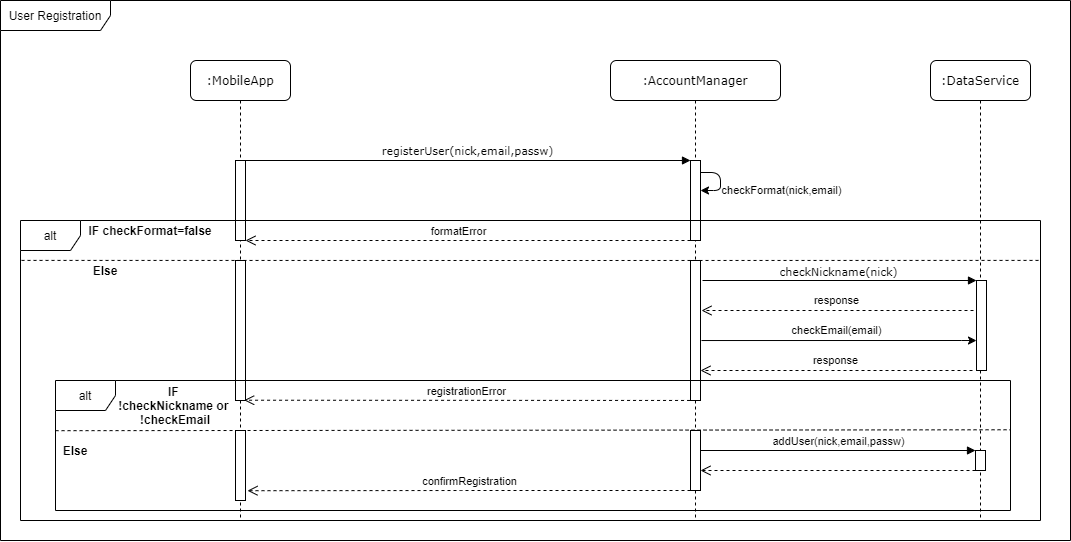 User Registration
:MobileApp
:AccountManager
:DataService
registerUser(nick,email,passw)
checkFormat(nick,email)
alt
IF checkFormat=false
formatError
Else
checkNickname(nick)
response
checkEmail(email)
response
alt
IF
!checkNickname or
!checkEmail
registrationError
Else
addUser(nick,email,passw)
confirmRegistration